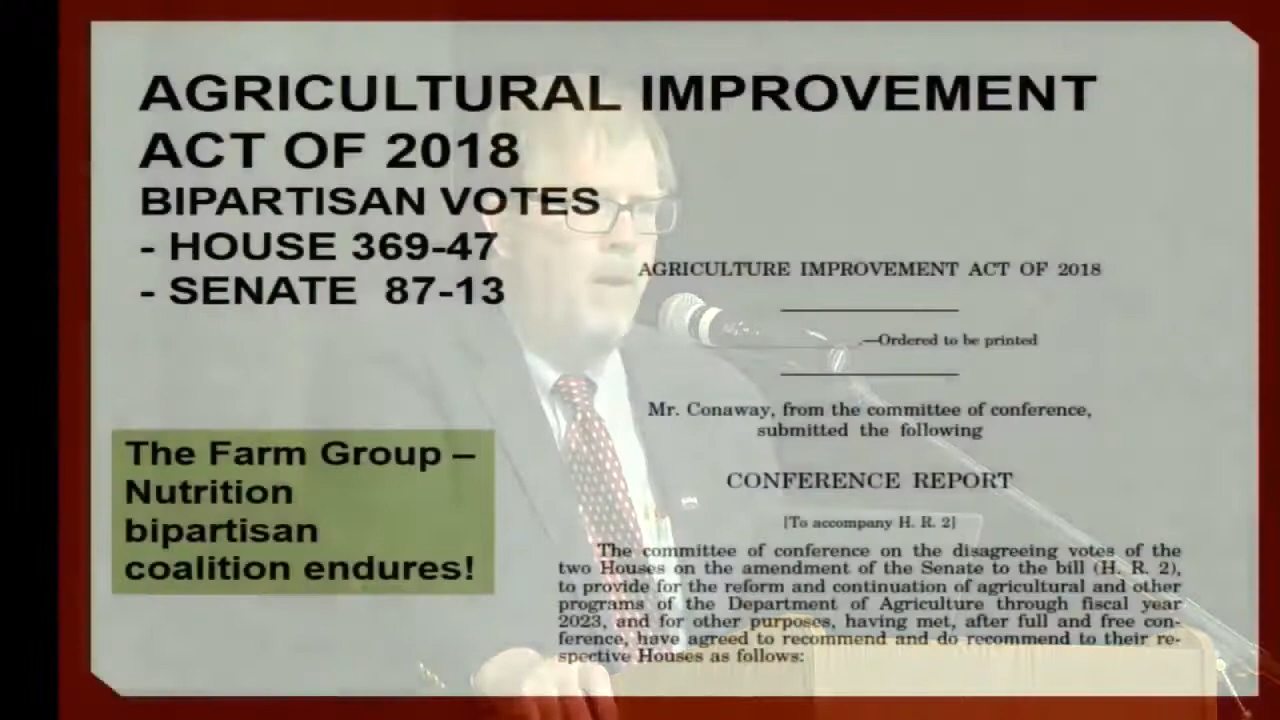 AGRICULTURAL IMPROVEMENT
ACT OF 2018
BIPARTISAN VOTES
- HOUSE 369-47
- SENATE 87-13
AGRICULTURE IMPROVEMENT ACT OF 2018
.—Ordered to be printed
Mr. Conaway, from the committee of conference,
submitted the following
CONFERENCE REPORT
[To accompany H. R. 2]
The committee of conference on the disagreeing votes of the
two Houses on the amendment of the Senate to the bill (H. R. 2),
to provide for the reform and continuation of agricultural and other
programs of the Department of Agriculture through fiscal year
2023, and for other purposes, having met, after full and free con-
ference, have agreed to recommend and do recommend to their re-
spective Houses as follows:
The Farm Group –
Nutrition
bipartisan
coalition endures!